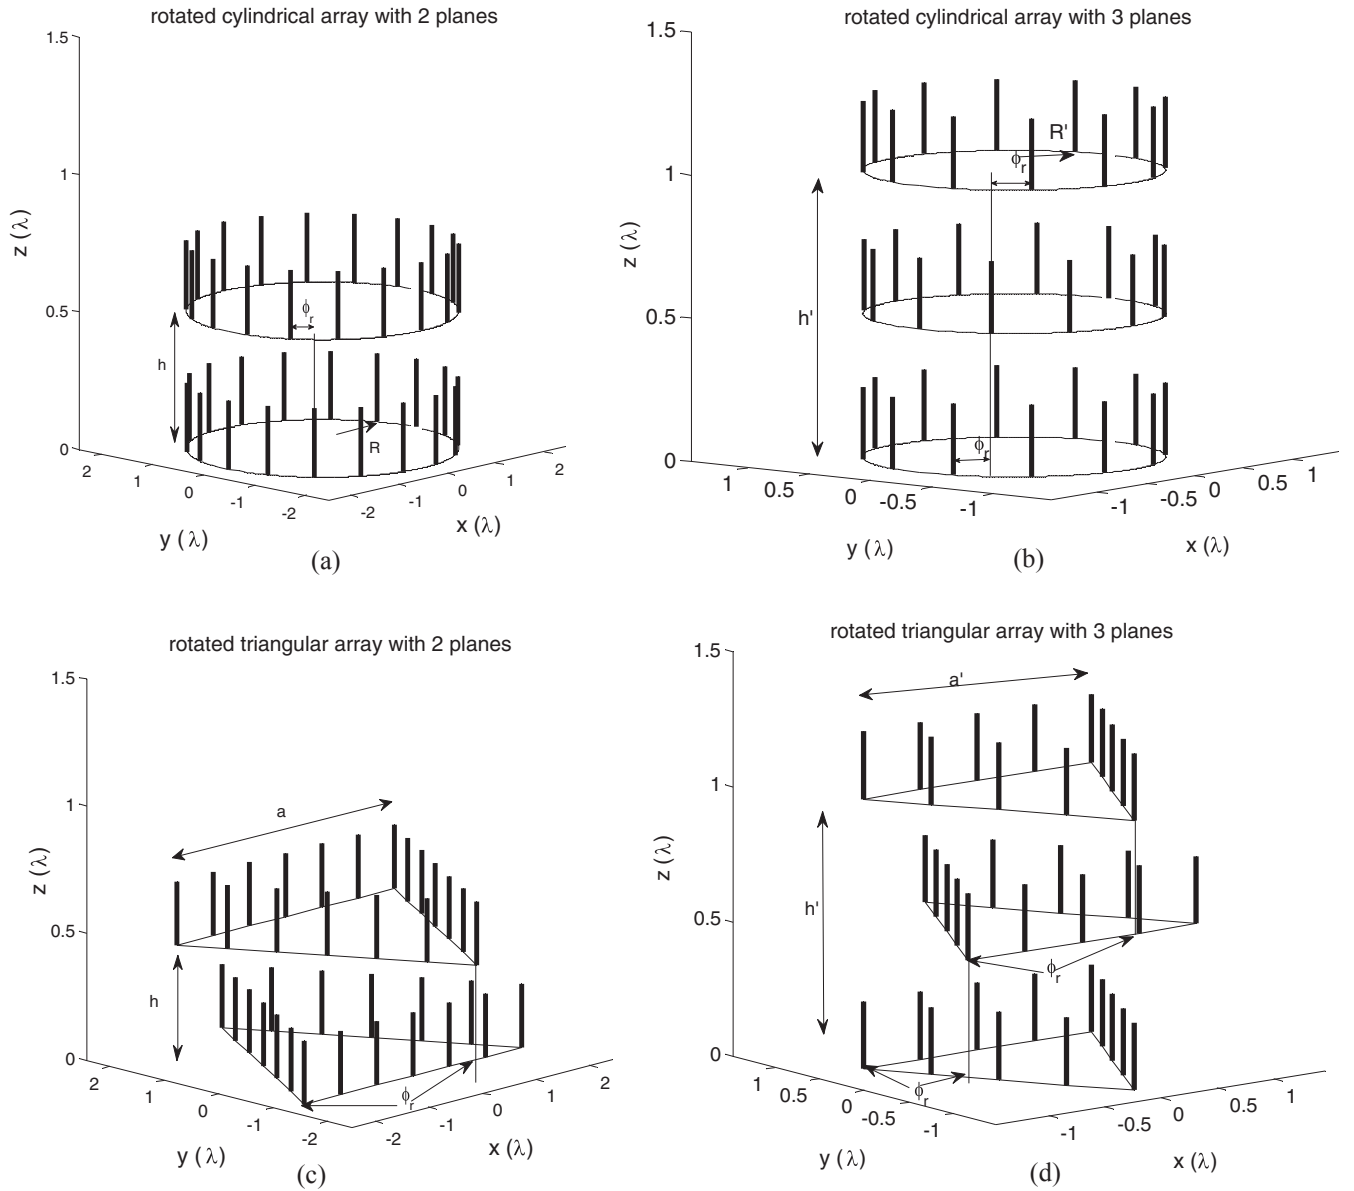 rotated cylindrical array with 2 planes
1.5
1
0.5
0
z (λ)
h
ϕr
R
2
1
0
-1
-2
y (λ)
-2
-1
0
1
2
x (λ)
(a)
rotated cylindrical array with 3 planes
1.5
1
0.5
0
z (λ)
h'
R'
ϕr
ϕr
1
0.5
0
-0.5
-1
y (λ)
-1
-0.5
0
0.5
1
x (λ)
(b)
rotated triangular array with 2 planes
1.5
1
0.5
0
z (λ)
a
h
ϕr
2
1
0
-1
-2
y (λ)
-2
-1
0
1
2
x (λ)
(c)
rotated triangular array with 3 planes
1.5
1
0.5
0
z (λ)
a'
h'
ϕr
ϕr
1
0.5
0
-0.5
-1
y (λ)
-1
-0.5
0
0.5
1
x (λ)
(d)